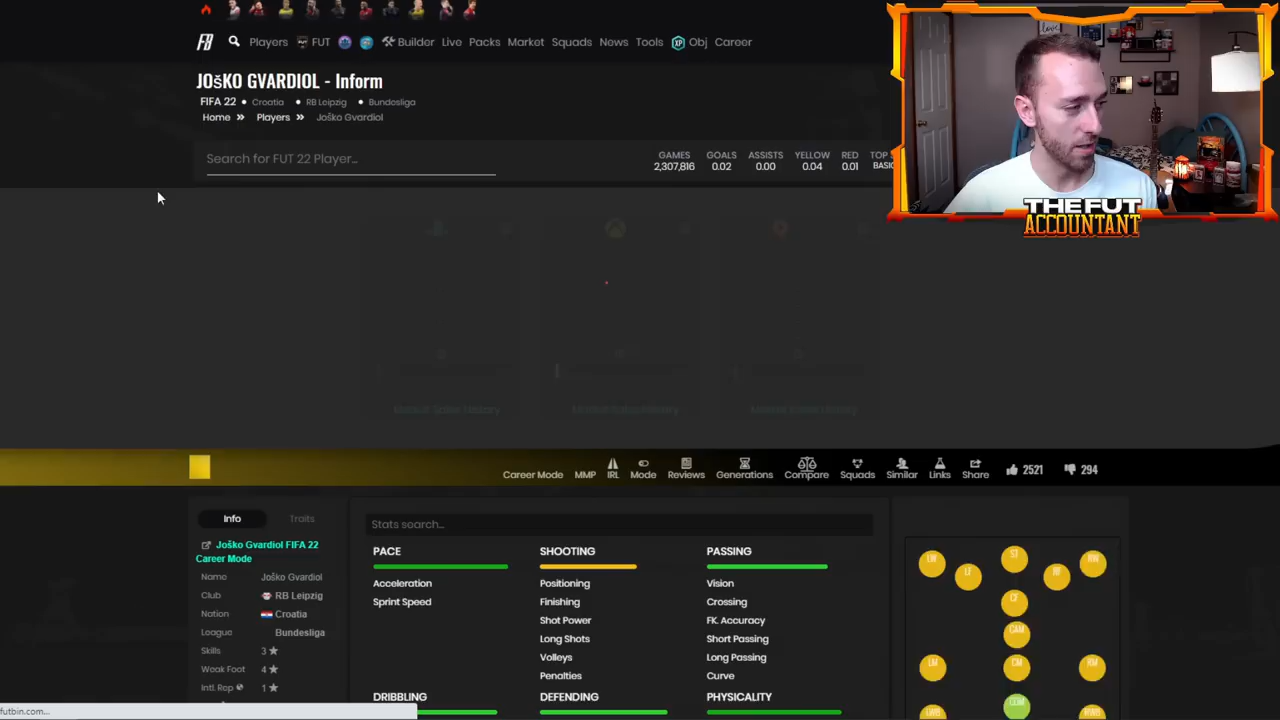 Players FUT Builder Live Packs Market Squads News Tools XP Obj Career
JOšKO GVARDIOL - Inform
FIFA 22 • Croatia • RB Leipzig • Bundesliga
Home » Players » Joško Gvardiol
Search for FUT 22 Player...
GAMES GOALS ASSISTS YELLOW RED
2,307,816 0.02 0.00 0.04 0.01
THE FUT
ACCOUNTANT
Career Mode MMP IRL Mode Reviews Generations Compare Squads Similar Links Share 2521 294
Info Traits
Joško Gvardiol FIFA 22
Career Mode
Name Joško Gvardiol
Club RB Leipzig
Nation Croatia
League Bundesliga
Skills 3★
Weak Foot 4★
Intl. Rep 1★
Stats search...
PACE
Acceleration
Sprint Speed
SHOOTING
Positioning
Finishing
Shot Power
Long Shots
Volleys
Penalties
PASSING
Vision
Crossing
FK. Accuracy
Short Passing
Long Passing
Curve
DRIBBLING DEFENDING PHYSICALITY
ST
LW RW
LF RF
CF
CAM
LM CM RM
CDM
LWB RWB
futbin.com...